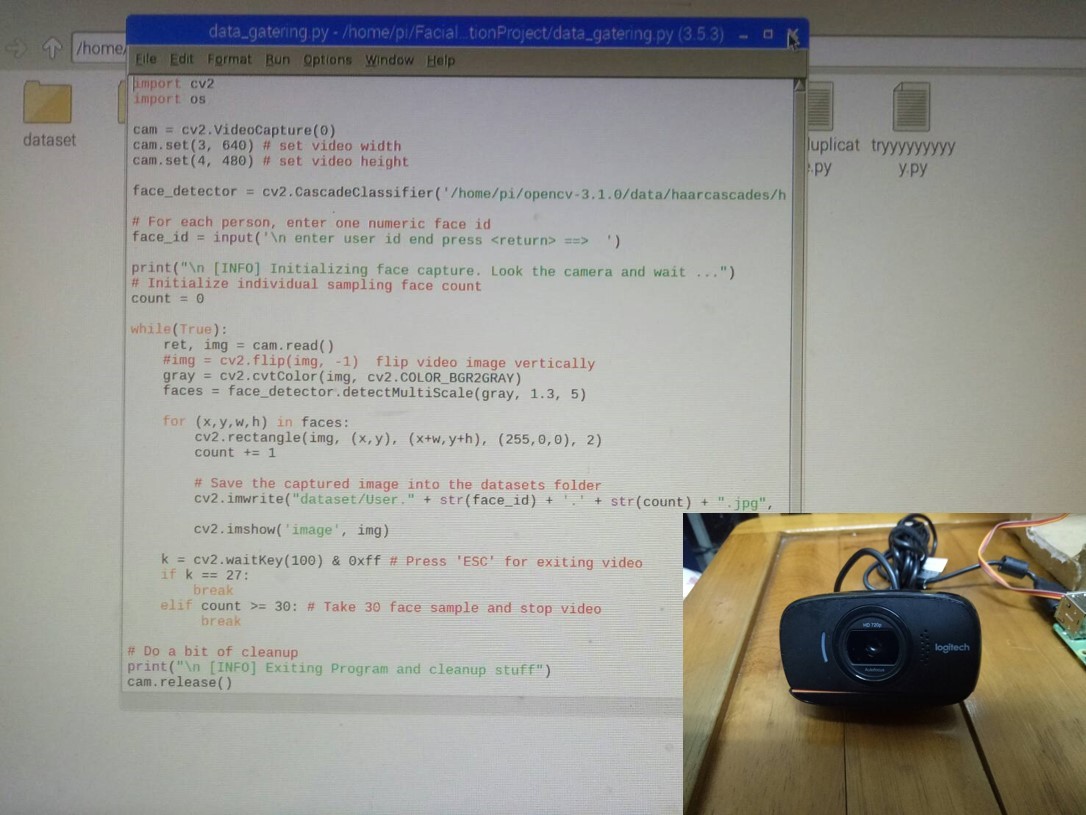 data_gatering.py - /home/pi/Facial...tionProject/data_gatering.py (3.5.3)
/home/
File Edit Format Run Options Window Help
import cv2
import os
cam = cv2.VideoCapture(0)
cam.set(3, 640) # set video width
cam.set(4, 480) # set video height
face_detector = cv2.CascadeClassifier('/home/pi/opencv-3.1.0/data/haarcascades/h
# For each person, enter one numeric face id
face_id = input('\n enter user id end press <return> ==>  ')
print("\n [INFO] Initializing face capture. Look the camera and wait ...")
# Initialize individual sampling face count
count = 0
while(True):
    ret, img = cam.read()
    #img = cv2.flip(img, -1)  flip video image vertically
    gray = cv2.cvtColor(img, cv2.COLOR_BGR2GRAY)
    faces = face_detector.detectMultiScale(gray, 1.3, 5)
    for (x,y,w,h) in faces:
        cv2.rectangle(img, (x,y), (x+w,y+h), (255,0,0), 2)
        count += 1
        # Save the captured image into the datasets folder
        cv2.imwrite("dataset/User." + str(face_id) + '.' + str(count) + ".jpg",
        cv2.imshow('image', img)
    k = cv2.waitKey(100) & 0xff # Press 'ESC' for exiting video
    if k == 27:
        break
    elif count >= 30: # Take 30 face sample and stop video
         break
# Do a bit of cleanup
print("\n [INFO] Exiting Program and cleanup stuff")
cam.release()
dataset
luplicat
e.py
tryyyyyyyyy
y.py
HD 720p
logitech
Autofocus